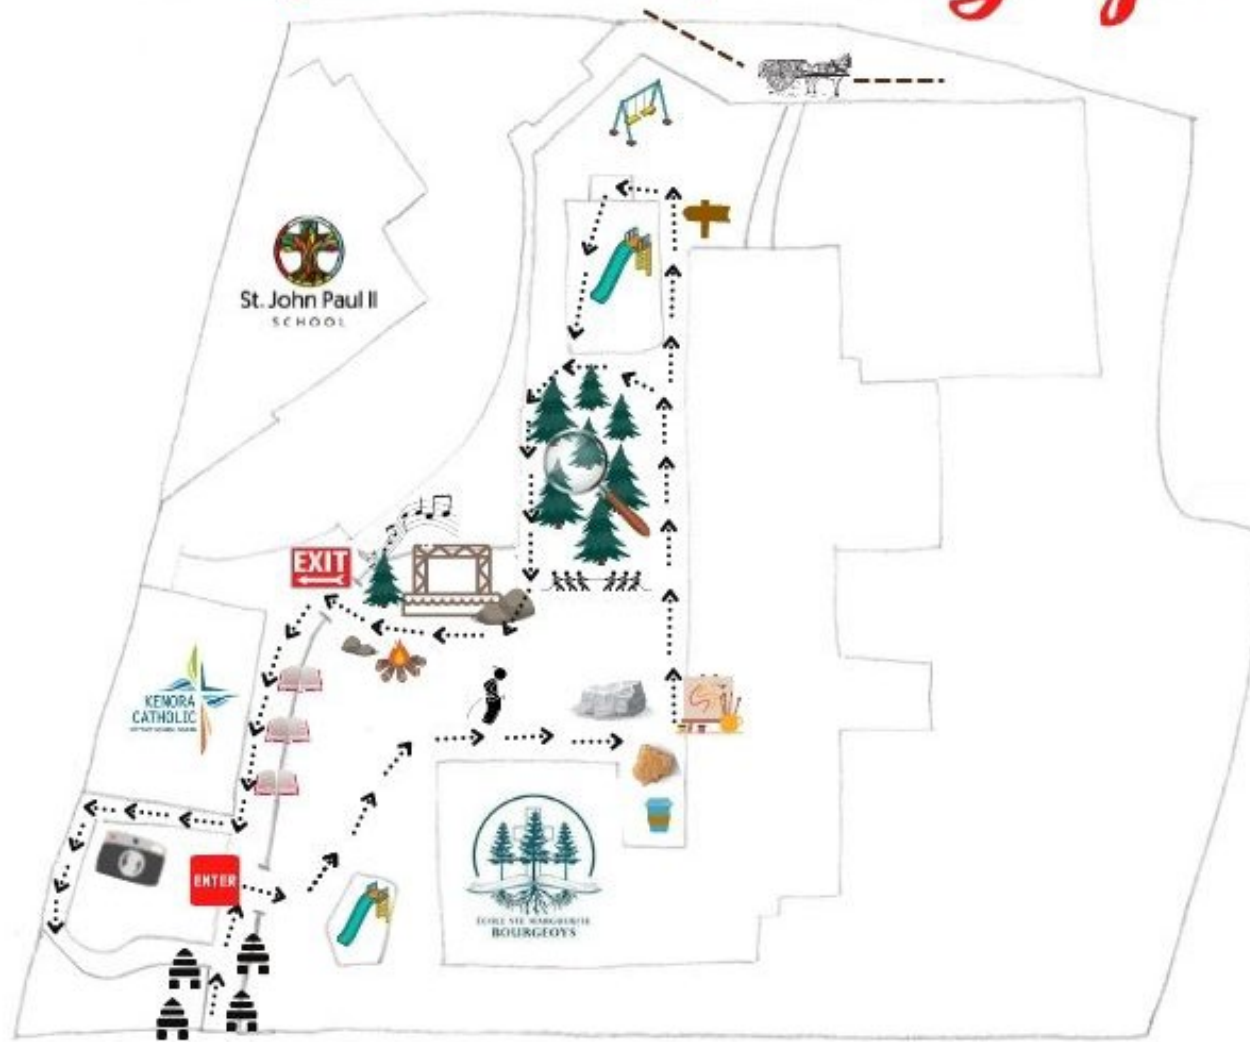 St. John Paul II
SCHOOL
EXIT
KENORA
CATHOLIC
ENTER
ÉCOLE STE MARGUERITE
BOURGEOYS